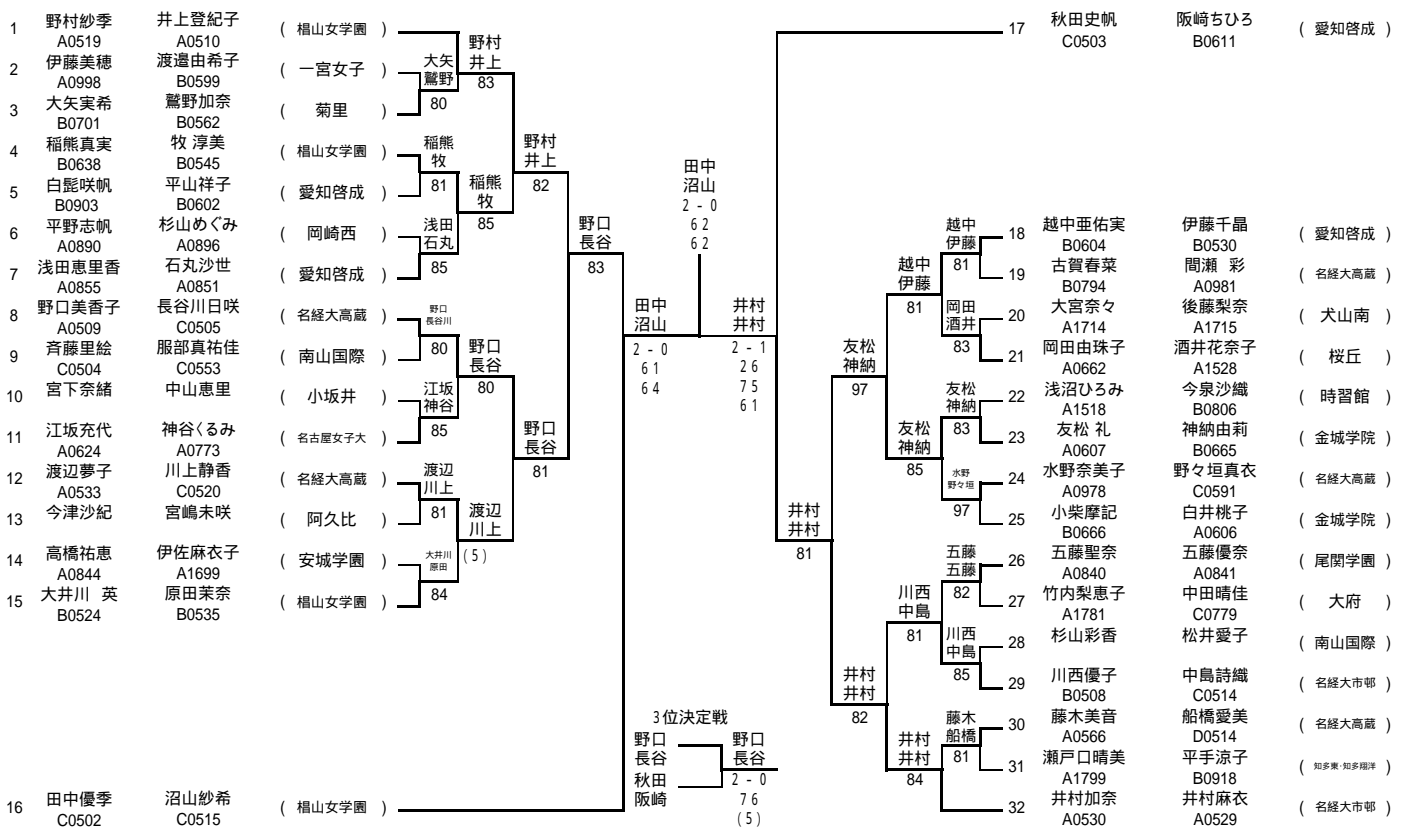 1 野村紗季 井上登紀子 ( 椙山女学園 )
A0519 A0510
2 伊藤美穂 渡邉由希子 ( 一宮女子 )
A0998 B0599
3 大矢実希 鷲野加奈 ( 菊里 )
B0701 B0562
4 稲熊真実 牧 淳美 ( 椙山女学園 )
B0638 B0545
5 白髭咲帆 平山祥子 ( 愛知啓成 )
B0903 B0602
6 平野志帆 杉山めぐみ ( 岡崎西 )
A0890 A0896
7 浅田恵里香 石丸沙世 ( 愛知啓成 )
A0855 A0851
8 野口美香子 長谷川日咲 ( 名経大高蔵 )
A0509 C0505
9 斉藤里絵 服部真祐佳 ( 南山国際 )
C0504 C0553
10 宮下奈緒 中山恵里 ( 小坂井 )
11 江坂充代 神谷くるみ ( 名古屋女子大 )
A0624 A0773
12 渡辺夢子 川上静香 ( 名経大高蔵 )
A0533 C0520
13 今津沙紀 宮嶋未咲 ( 阿久比 )
14 高橋祐恵 伊佐麻衣子 ( 安城学園 )
A0844 A1699
15 大井川 英 原田茉奈 ( 椙山女学園 )
B0524 B0535
16 田中優季 沼山紗希 ( 椙山女学園 )
C0502 C0515
大矢
鷲野
80
稲熊
牧
81
浅田
石丸
85
野口
長谷川
80
江坂
神谷
85
渡辺
川上
81
大井川
原田
84
野村
井上
83
稲熊
牧
85
野口
長谷
80
渡辺
川上
(5)
野村
井上
82
野口
長谷
81
野口
長谷
83
田中
沼山
2 - 0
6 1
6 4
田中
沼山
2 - 0
6 2
6 2
井村
井村
2 - 1
2 6
7 5
6 1
3位決定戦
野口
長谷
秋田
阪崎
野口
長谷
2 - 0
7 6
(5)
井村
井村
81
友松
神納
97
井村
井村
82
越中
伊藤
81
友松
神納
85
川西
中島
81
井村
井村
84
越中
伊藤
81
岡田
酒井
83
友松
神納
83
水野
野々垣
97
五藤
五藤
82
川西
中島
85
藤木
船橋
81
17 秋田史帆 阪﨑ちひろ ( 愛知啓成 )
C0503 B0611
18 越中亜佑実 伊藤千晶 ( 愛知啓成 )
B0604 B0530
19 古賀春菜 間瀬 彩 ( 名経大高蔵 )
B0794 A0981
20 大宮奈々 後藤梨奈 ( 犬山南 )
A1714 A1715
21 岡田由珠子 酒井花奈子 ( 桜丘 )
A0662 A1528
22 浅沼ひろみ 今泉沙織 ( 時習館 )
A1518 B0806
23 友松 礼 神納由莉 ( 金城学院 )
A0607 B0665
24 水野奈美子 野々垣真衣 ( 名経大高蔵 )
A0978 C0591
25 小柴摩記 白井桃子 ( 金城学院 )
B0666 A0606
26 五藤聖奈 五藤優奈 ( 尾関学園 )
A0840 A0841
27 竹内梨恵子 中田晴佳 ( 大府 )
A1781 C0779
28 杉山彩香 松井愛子 ( 南山国際 )
29 川西優子 中島詩織 ( 名経大市邨 )
B0508 C0514
30 藤木美音 船橋愛美 ( 名経大高蔵 )
A0566 D0514
31 瀬戸口晴美 平手涼子 ( 知多東・知多翔洋 )
A1799 B0918
32 井村加奈 井村麻衣 ( 名経大市邨 )
A0530 A0529